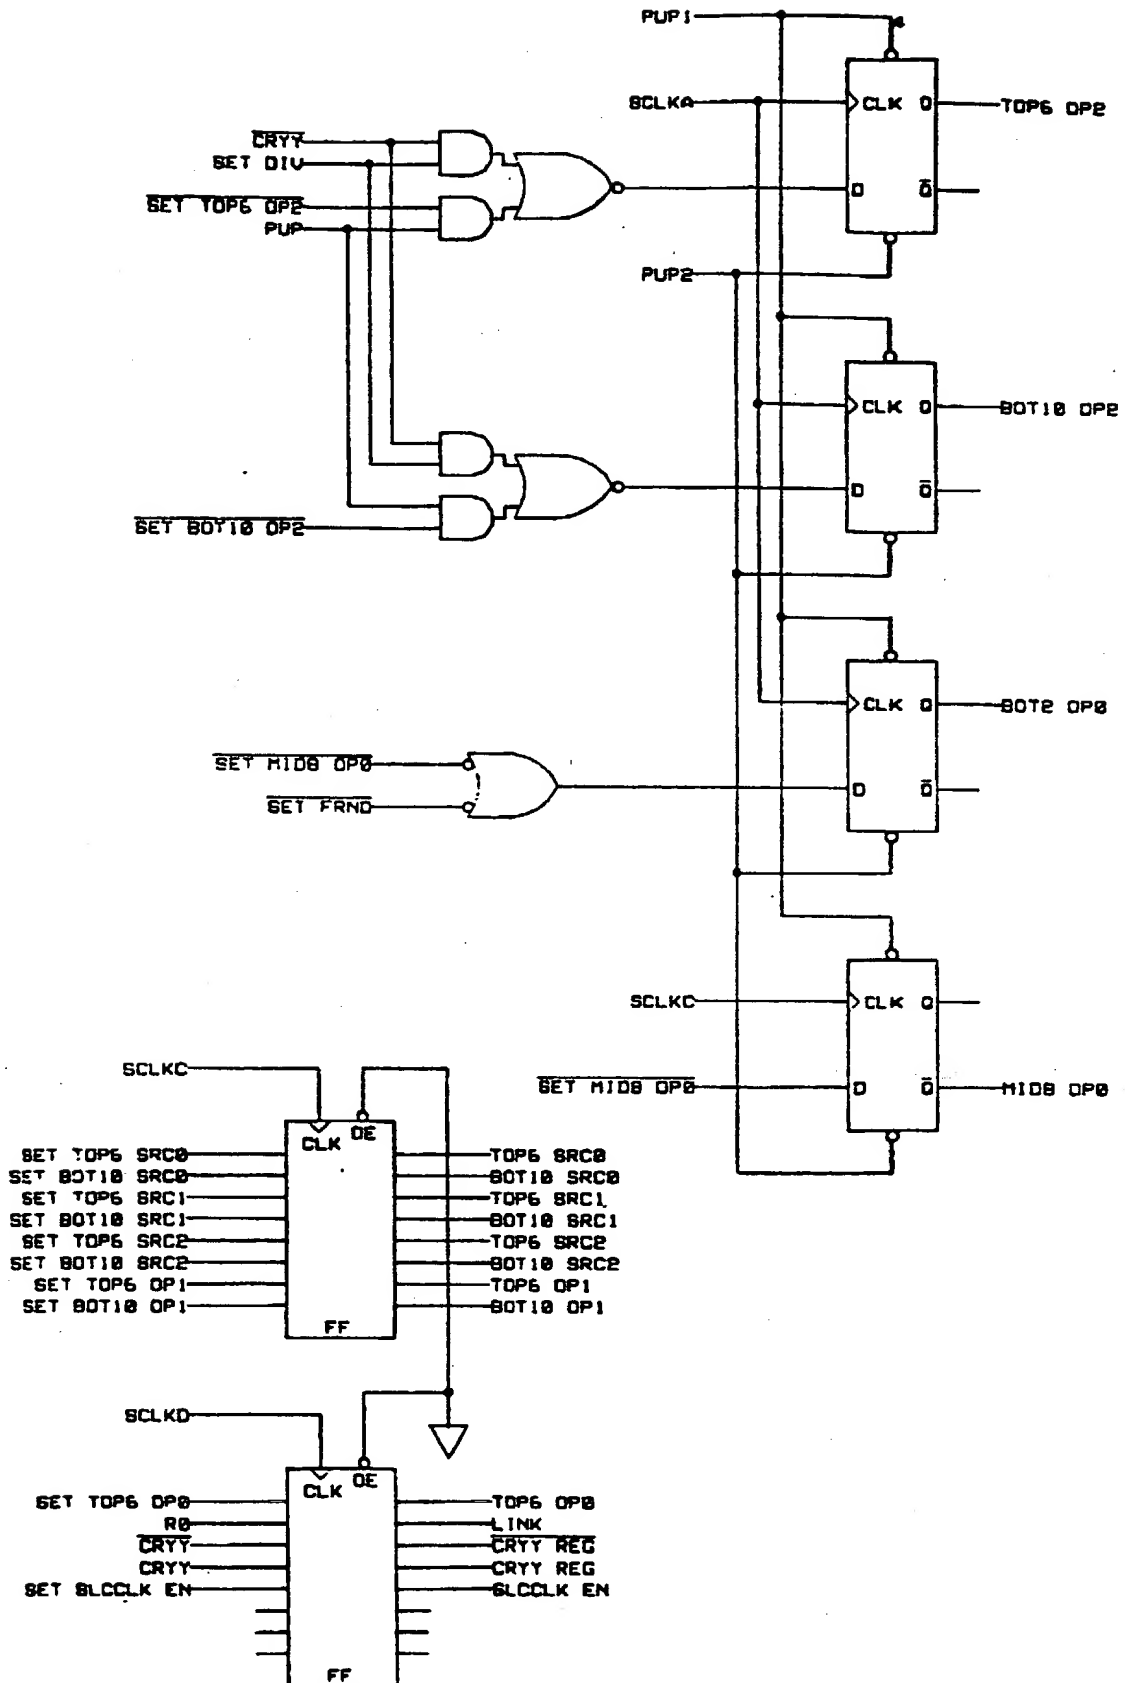 PUP1
SCLKA
CLK Q
TOP6 OP2
CRYY
SET DIV
SET TOP6 OP2
PUP
D Q
PUP2
CLK Q
BOT10 OP2
D Q
SET BOT10 OP2
CLK Q
BOT2 OP0
SET MID8 OP0
SET FRND
D Q
SCLKC
CLK Q
SET MID8 OP0
D Q
MID8 OP0
SCLKC
CLK OE
SET TOP6 SRC0 TOP6 SRC0
SET BOT10 SRC0 BOT10 SRC0
SET TOP6 SRC1 TOP6 SRC1
SET BOT10 SRC1 BOT10 SRC1
SET TOP6 SRC2 TOP6 SRC2
SET BOT10 SRC2 BOT10 SRC2
SET TOP6 OP1 TOP6 OP1
SET BOT10 OP1 BOT10 OP1
FF
SCLKD
CLK OE
SET TOP6 OP0 TOP6 OP0
R0 LINK
CRYY CRYY REG
CRYY CRYY REG
SET SLCCLK EN SLCCLK EN
FF